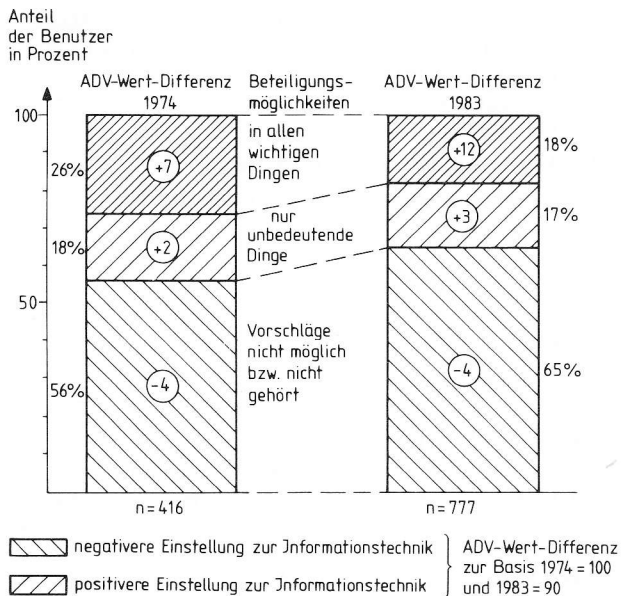 Anteil
der Benutzer
in Prozent
ADV-Wert-Differenz
1974
Beteiligungs-
möglichkeiten
ADV-Wert-Differenz
1983
100
50
26%
+7
18%
+2
56%
-4
in allen
wichtigen
Dingen
nur
unbedeutende
Dinge
Vorschläge
nicht möglich
bzw. nicht
gehört
+12
18%
+3
17%
-4
65%
n=416
n=777
negativere Einstellung zur Informationstechnik
positivere Einstellung zur Informationstechnik
ADV-Wert-Differenz
zur Basis 1974 = 100
und 1983 = 90